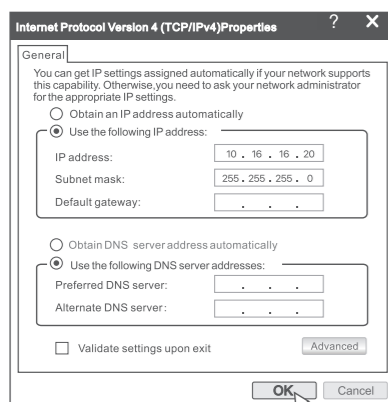 Internet Protocol Version 4 (TCP/IPv4)Properties ? X
General
You can get IP settings assigned automatically if your network supports
this capability. Otherwise,you need to ask your network administrator
for the appropriate IP settings.
Obtain an IP address automatically
Use the following IP address:
IP address: 10 . 16 . 16 . 20
Subnet mask: 255 . 255 . 255 . 0
Default gateway: . . .
Obtain DNS server address automatically
Use the following DNS server addresses:
Preferred DNS server: . . .
Alternate DNS server: . . .
Validate settings upon exit Advanced
OK Cancel